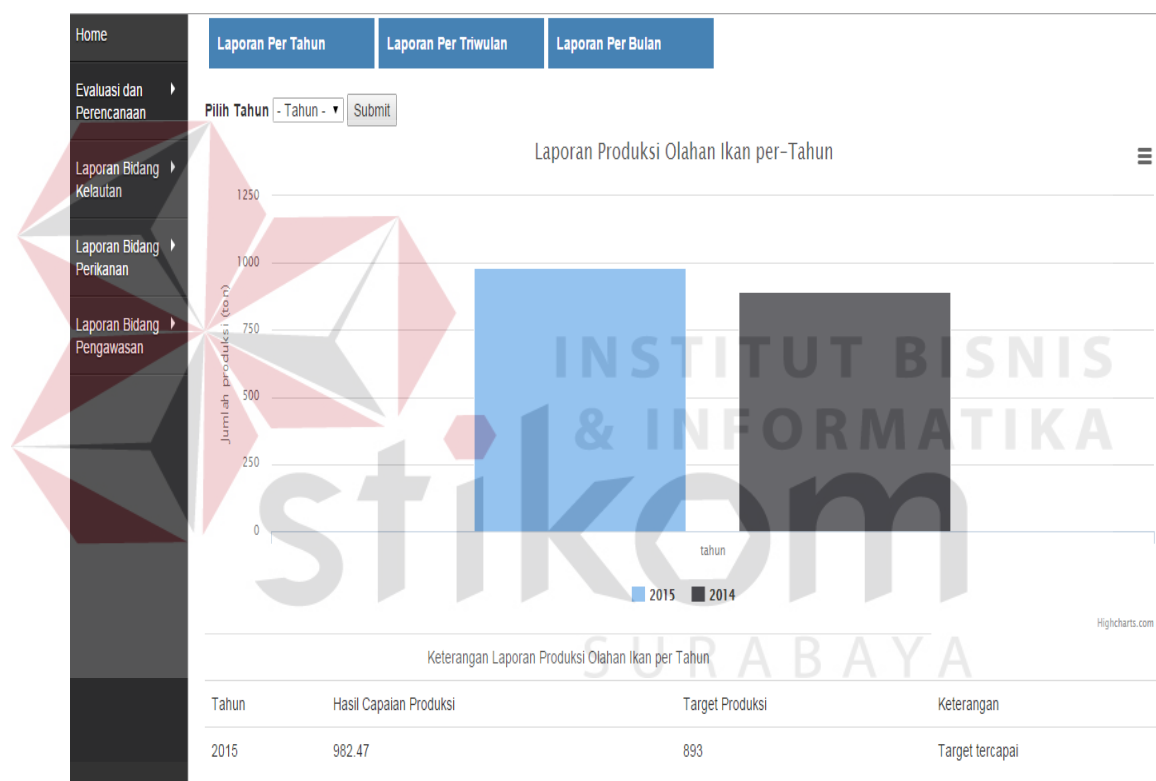 Home
Evaluasi dan
Perencanaan
Laporan Bidang
Kelautan
Laporan Bidang
Perikanan
Laporan Bidang
Pengawasan
Laporan Per Tahun
Laporan Per Triwulan
Laporan Per Bulan
Pilih Tahun - Tahun - Submit
Laporan Produksi Olahan Ikan per-Tahun
Jumlah produksi (ton)
1250
1000
750
500
250
0
tahun
2015 2014
Highcharts.com
INSTITUT BISNIS
& INFORMATIKA
stikom
SURABAYA
Keterangan Laporan Produksi Olahan Ikan per Tahun
Tahun Hasil Capaian Produksi Target Produksi Keterangan
2015 982.47 893 Target tercapai